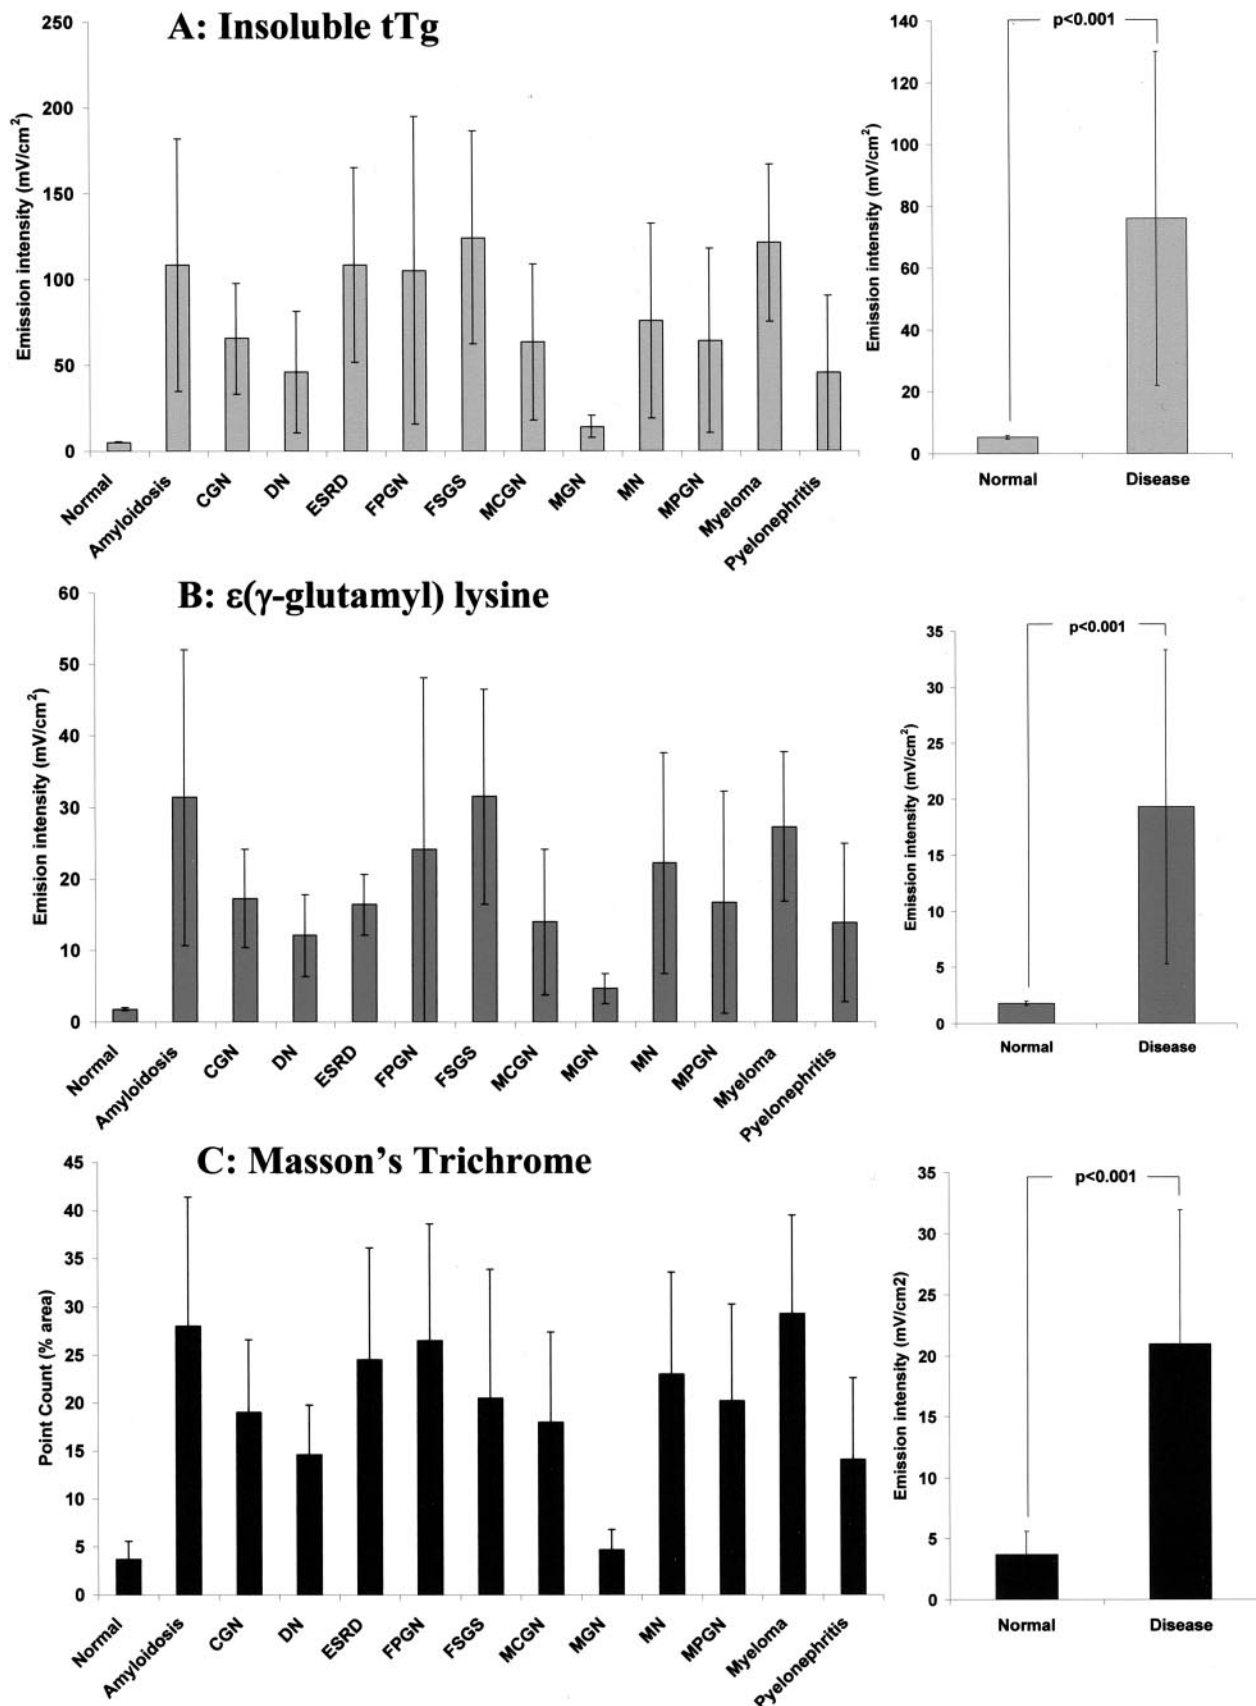 A: Insoluble tTg
Emission intensity (mV/cm²)
250
200
150
100
50
0
Normal
Amyloidosis
CGN
DN
ESRD
FPGN
FSGS
MCGN
MGN
MN
MPGN
Myeloma
Pyelonephritis
p<0.001
Emission intensity (mV/cm²)
140
120
100
80
60
40
20
0
Normal
Disease
B: ε(γ-glutamyl) lysine
Emision intensity (mV/cm²)
60
50
40
30
20
10
0
Normal
Amyloidosis
CGN
DN
ESRD
FPGN
FSGS
MCGN
MGN
MN
MPGN
Myeloma
Pyelonephritis
p<0.001
Emission intensity (mV/cm²)
35
30
25
20
15
10
5
0
Normal
Disease
C: Masson’s Trichrome
Point Count (% area)
45
40
35
30
25
20
15
10
5
0
Normal
Amyloidosis
CGN
DN
ESRD
FPGN
FSGS
MCGN
MGN
MN
MPGN
Myeloma
Pyelonephritis
p<0.001
Emission intensity (mV/cm2)
35
30
25
20
15
10
5
0
Normal
Disease